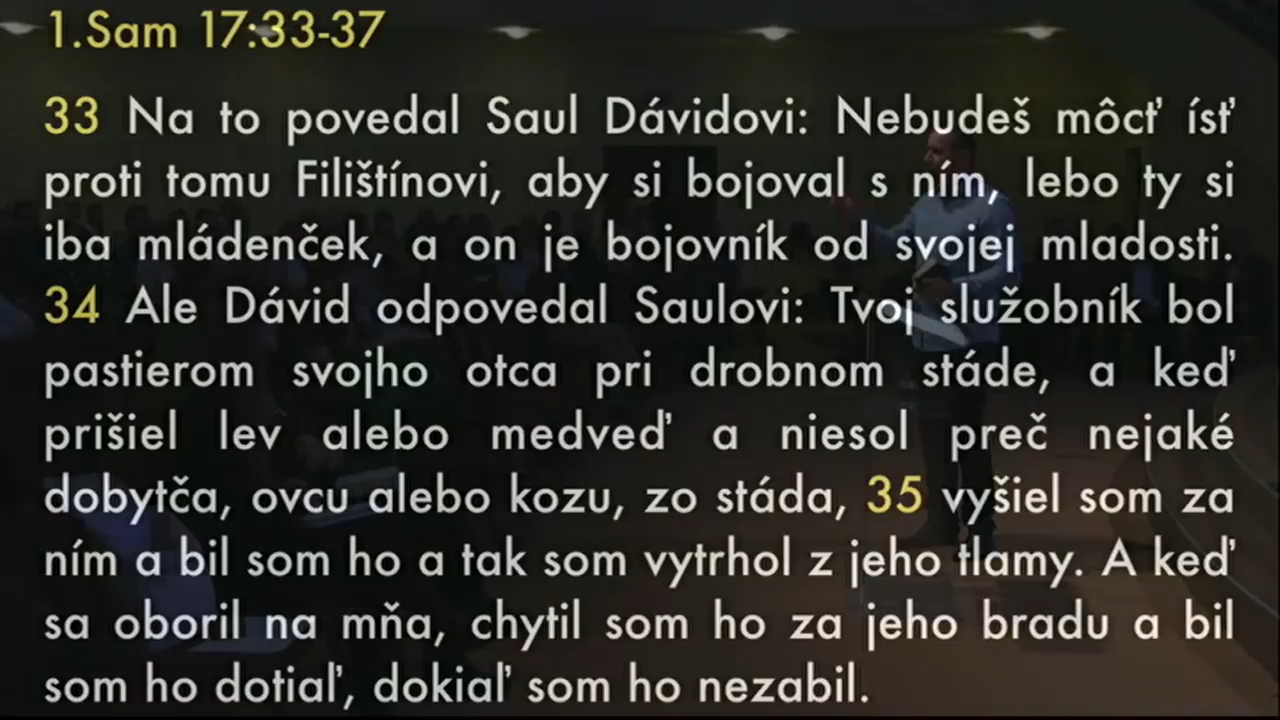 1.Sam 17:33-37
33 Na to povedal Saul Dávidovi: Nebudeš môcť ísť
proti tomu Filištínovi, aby si bojoval s ním, lebo ty si
iba mládenček, a on je bojovník od svojej mladosti.
34 Ale Dávid odpovedal Saulovi: Tvoj služobník bol
pastierom svojho otca pri drobnom stáde, a keď
prišiel lev alebo medveď a niesol preč nejaké
dobytča, ovcu alebo kozu, zo stáda, 35 vyšiel som za
ním a bil som ho a tak som vytrhol z jeho tlamy. A keď
sa oboril na mňa, chytil som ho za jeho bradu a bil
som ho dotiaľ, dokiaľ som ho nezabil.